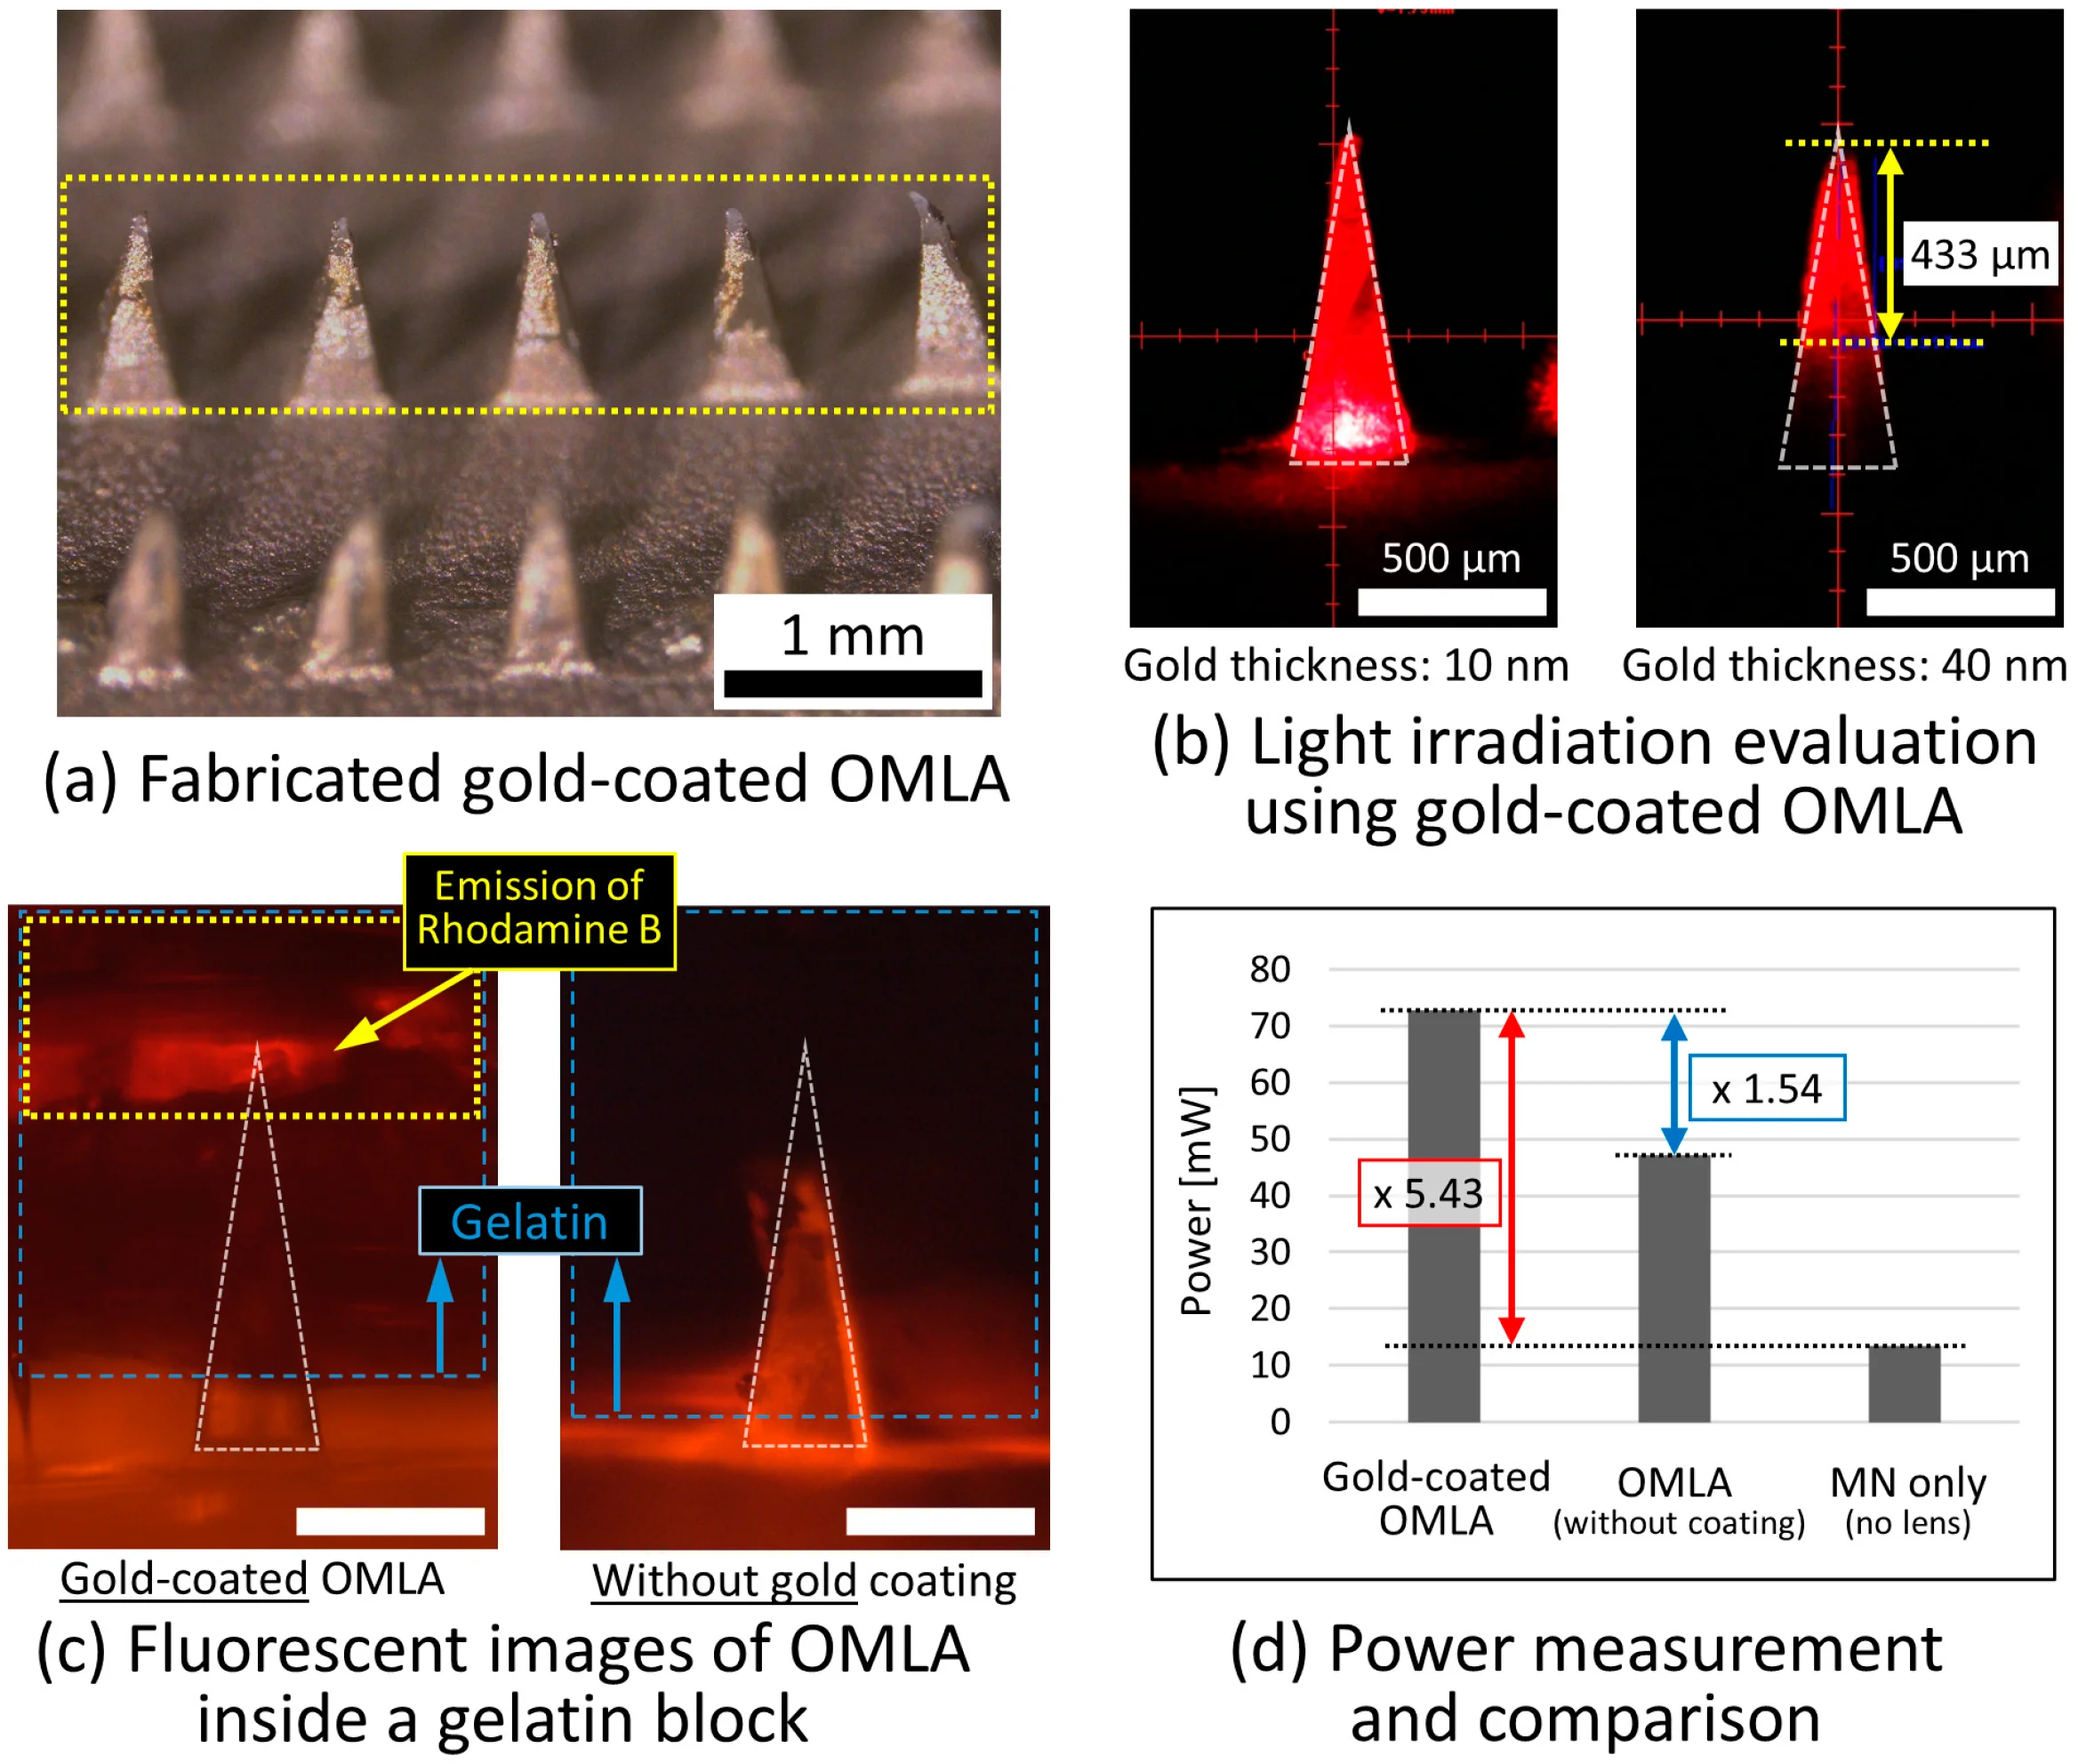 1 mm
(a) Fabricated gold-coated OMLA
433 µm
500 µm
500 µm
Gold thickness: 10 nm
Gold thickness: 40 nm
(b) Light irradiation evaluation
using gold-coated OMLA
Emission of
Rhodamine B
Gelatin
Gold-coated OMLA
Without gold coating
(c) Fluorescent images of OMLA
inside a gelatin block
Power [mW]
80
70
60
50
40
30
20
10
0
x 5.43
x 1.54
Gold-coated
OMLA
OMLA
(without coating)
MN only
(no lens)
(d) Power measurement
and comparison